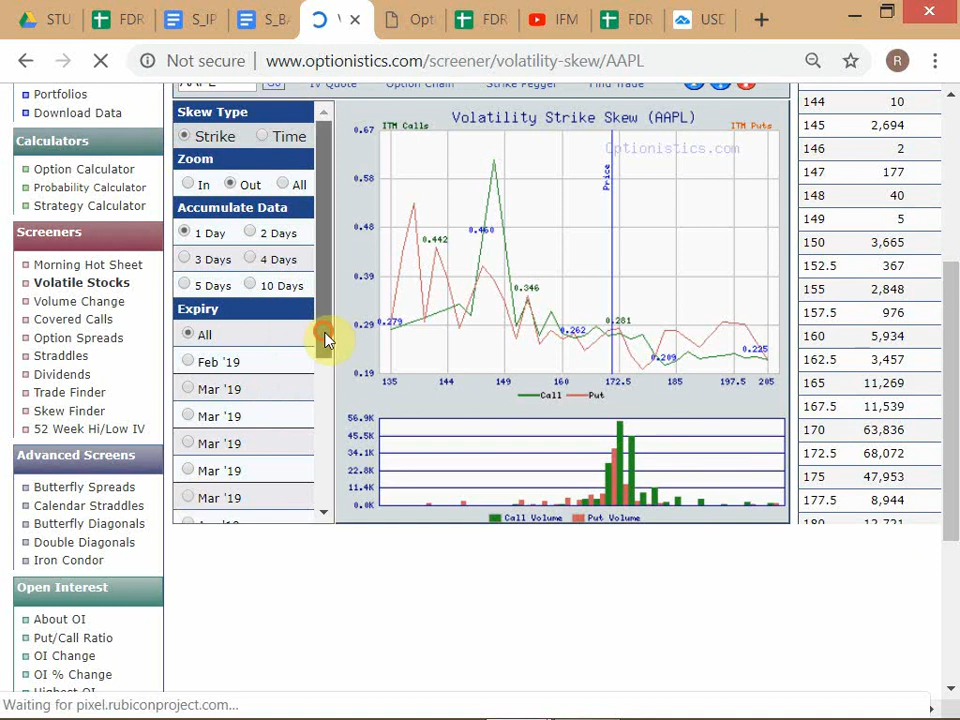 STU
FDR
S_IP
S_BA
V
Opt
FDR
IFM
FDR
USD
Not secure
www.optionistics.com/screener/volatility-skew/AAPL
R
Portfolios
Download Data
Calculators
Option Calculator
Probability Calculator
Strategy Calculator
Screeners
Morning Hot Sheet
Volatile Stocks
Volume Change
Covered Calls
Option Spreads
Straddles
Dividends
Trade Finder
Skew Finder
52 Week Hi/Low IV
Advanced Screens
Butterfly Spreads
Calendar Straddles
Butterfly Diagonals
Double Diagonals
Iron Condor
Open Interest
About OI
Put/Call Ratio
OI Change
OI % Change
Highest OI
AAPL
Go
IV Quote
Option Chain
Strike Pegger
Find Trade
Skew Type
Strike
Time
Zoom
In
Out
All
Accumulate Data
1 Day
2 Days
3 Days
4 Days
5 Days
10 Days
Expiry
All
Feb '19
Mar '19
Mar '19
Mar '19
Mar '19
Mar '19
Volatility Strike Skew (AAPL)
ITM Calls
ITM Puts
Optionistics.com
Price
0.67
0.58
0.48
0.39
0.29
0.19
0.279
0.442
0.460
0.346
0.262
0.281
0.209
0.225
135
144
149
160
172.5
185
197.5
205
Call
Put
56.9K
45.5K
34.1K
22.8K
11.4K
0.0K
Call Volume
Put Volume
144 10
145 2,694
146 2
147 177
148 40
149 5
150 3,665
152.5 367
155 2,848
157.5 976
160 5,934
162.5 3,457
165 11,269
167.5 11,539
170 63,836
172.5 68,072
175 47,953
177.5 8,944
180 12,721
Waiting for pixel.rubiconproject.com...